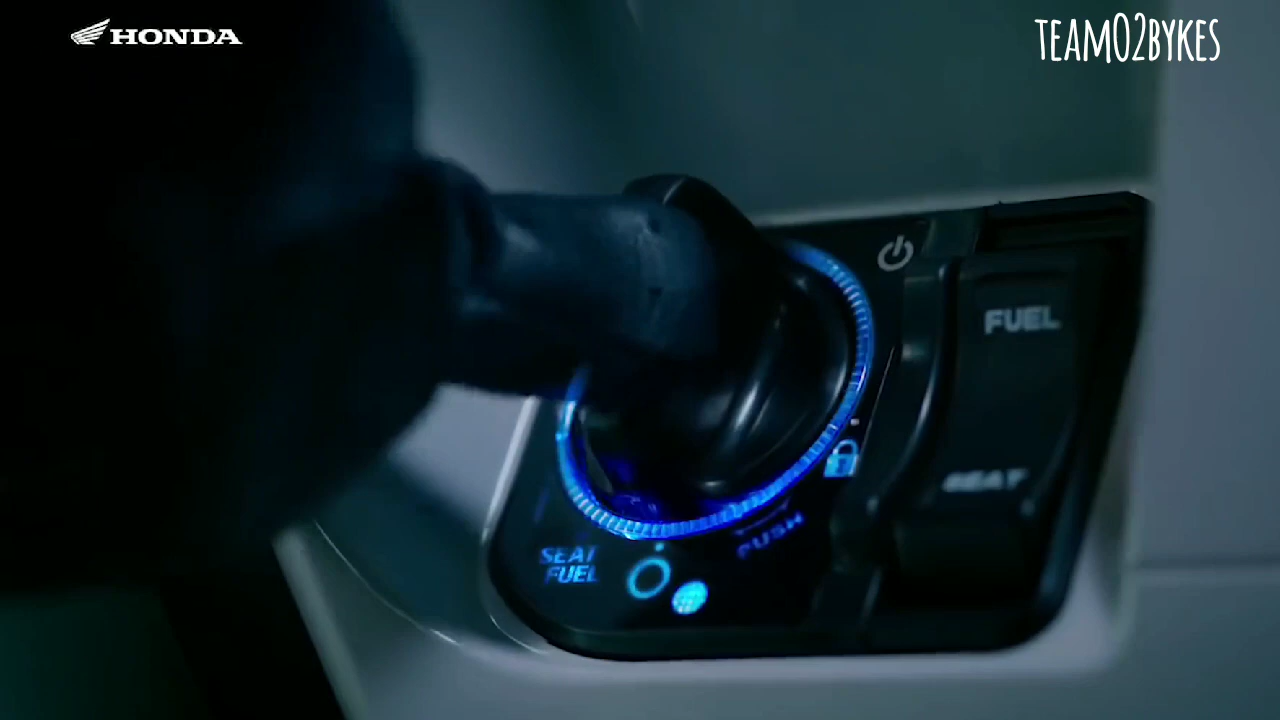 HONDA
TEAM02BYKES
FUEL
SEAT
PUSH
SEAT
FUEL